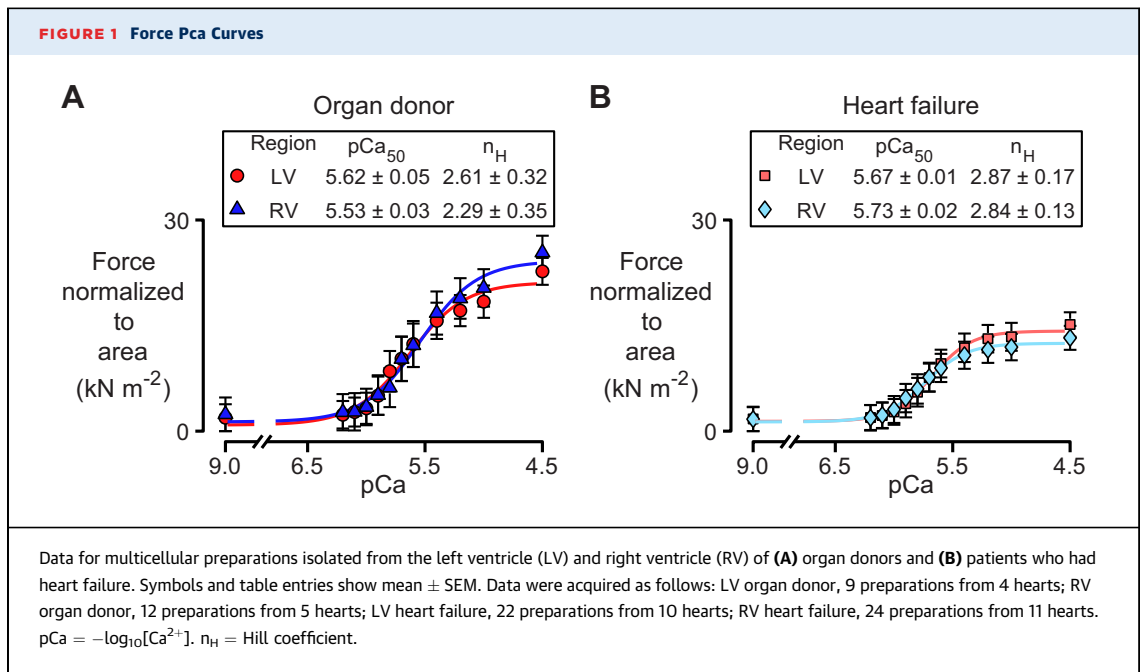 FIGURE 1 Force Pca Curves
A
Organ donor
Region pCa50 nH
LV 5.62 ± 0.05 2.61 ± 0.32
RV 5.53 ± 0.03 2.29 ± 0.35
30
Force
normalized
to
area
(kN m-2)
0
9.0 6.5 5.5 4.5
pCa
B
Heart failure
Region pCa50 nH
LV 5.67 ± 0.01 2.87 ± 0.17
RV 5.73 ± 0.02 2.84 ± 0.13
30
Force
normalized
to
area
(kN m-2)
0
9.0 6.5 5.5 4.5
pCa
Data for multicellular preparations isolated from the left ventricle (LV) and right ventricle (RV) of (A) organ donors and (B) patients who had
heart failure. Symbols and table entries show mean ± SEM. Data were acquired as follows: LV organ donor, 9 preparations from 4 hearts; RV
organ donor, 12 preparations from 5 hearts; LV heart failure, 22 preparations from 10 hearts; RV heart failure, 24 preparations from 11 hearts.
pCa = −log10[Ca2+]. nH = Hill coefficient.